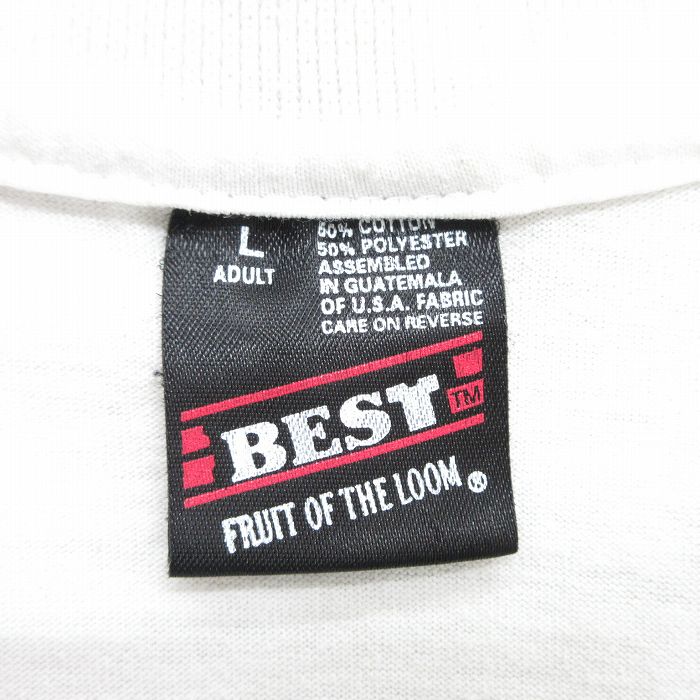 L
ADULT
50% COTTON
50% POLYESTER
ASSEMBLED
IN GUATEMALA
OF U.S.A. FABRIC
CARE ON REVERSE
BEST TM
FRUIT OF THE LOOM ®